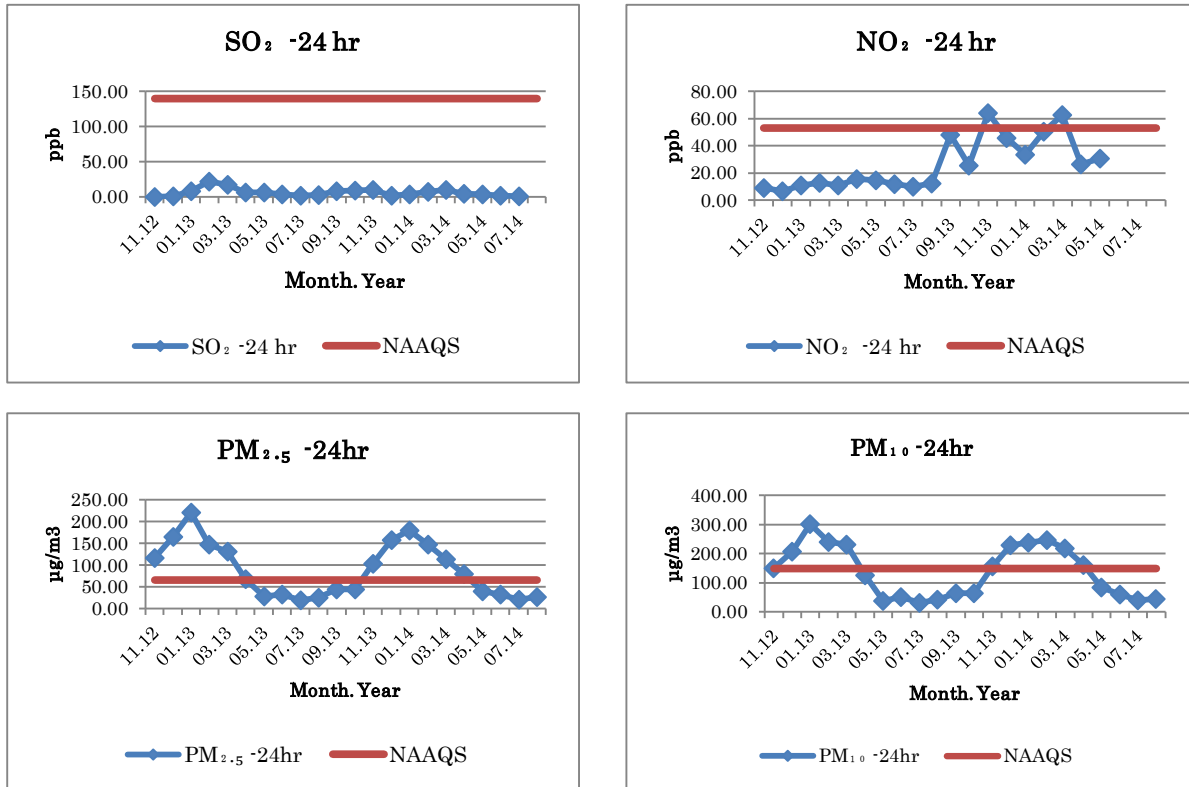 SO₂ -24 hr
150.00
100.00
50.00
0.00
ppb
11.12 01.13 03.13 05.13 07.13 09.13 11.13 01.14 03.14 05.14 07.14
Month. Year
SO₂ -24 hr NAAQS
NO₂ -24 hr
80.00
60.00
40.00
20.00
0.00
ppb
11.12 01.13 03.13 05.13 07.13 09.13 11.13 01.14 03.14 05.14 07.14
Month. Year
NO₂ -24 hr NAAQS
PM₂.₅ -24hr
250.00
200.00
150.00
100.00
50.00
0.00
µg/m3
11.12 01.13 03.13 05.13 07.13 09.13 11.13 01.14 03.14 05.14 07.14
Month. Year
PM₂.₅ -24hr NAAQS
PM₁₀ -24hr
400.00
300.00
200.00
100.00
0.00
µg/m3
11.12 01.13 03.13 05.13 07.13 09.13 11.13 01.14 03.14 05.14 07.14
Month. Year
PM₁₀ -24hr NAAQS